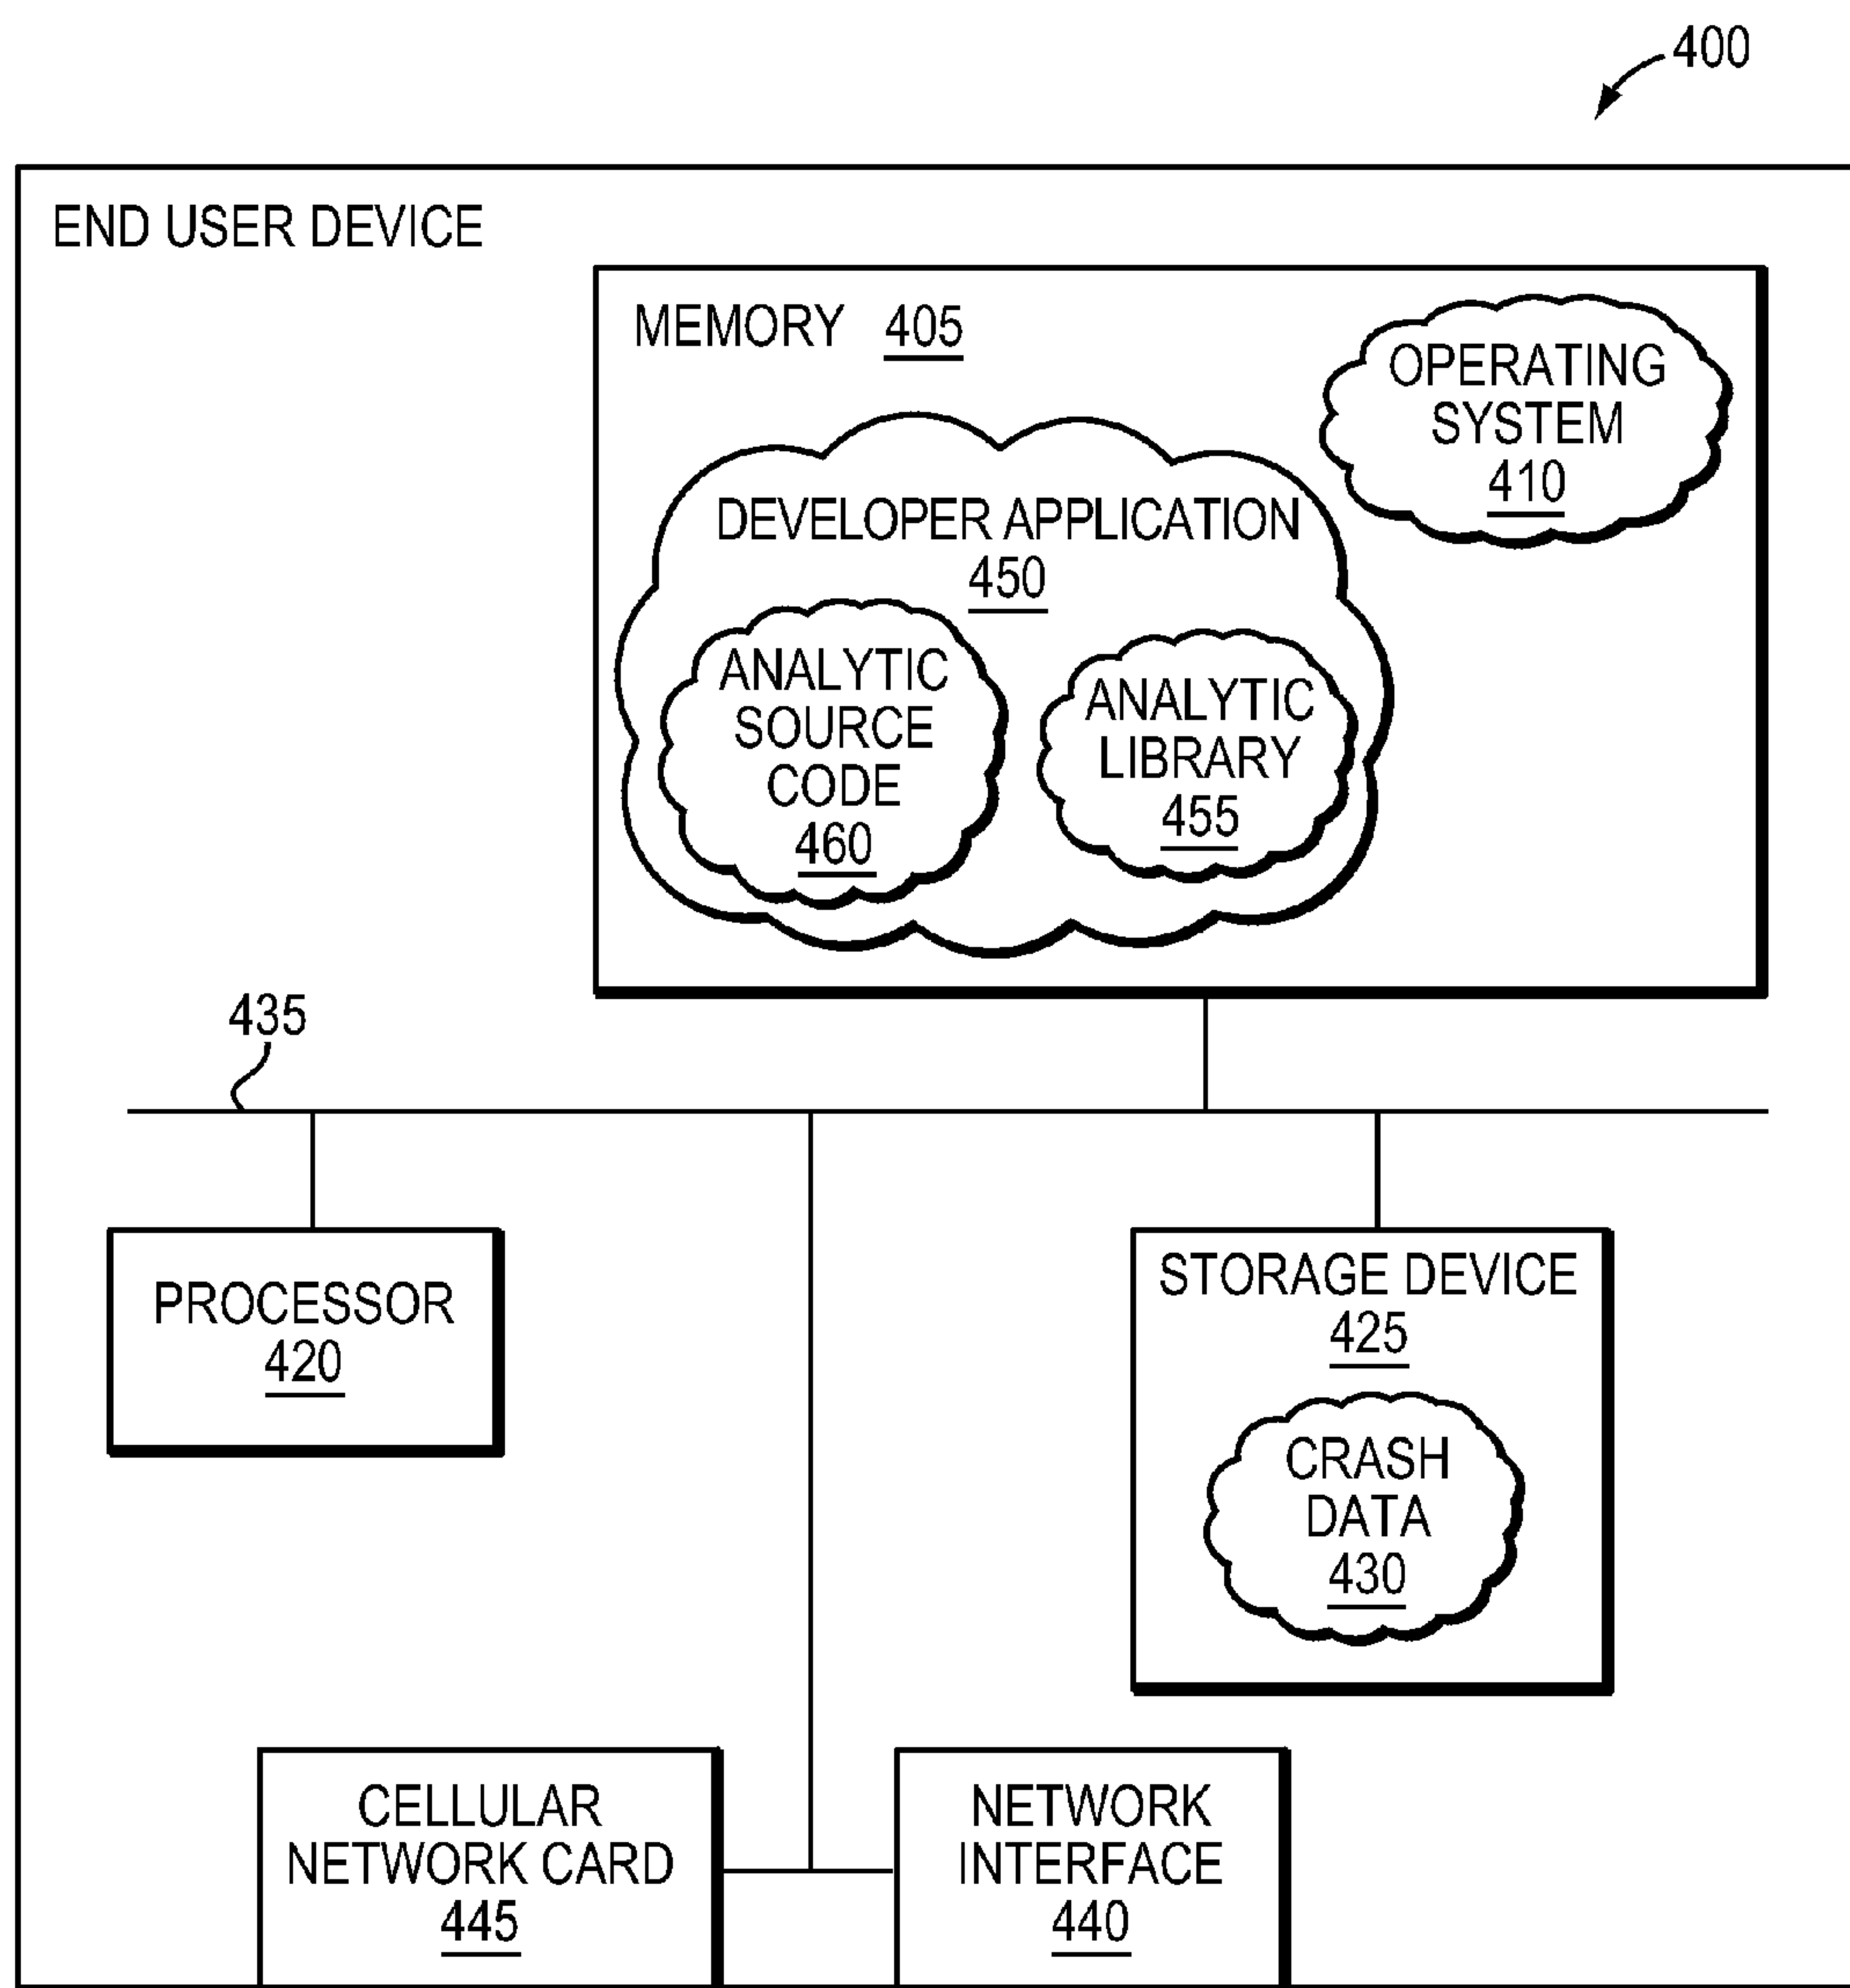 400
END USER DEVICE
MEMORY 405
OPERATING
SYSTEM
410
DEVELOPER APPLICATION
450
ANALYTIC
SOURCE
CODE
460
ANALYTIC
LIBRARY
455
435
PROCESSOR
420
STORAGE DEVICE
425
CRASH
DATA
430
CELLULAR
NETWORK CARD
445
NETWORK
INTERFACE
440